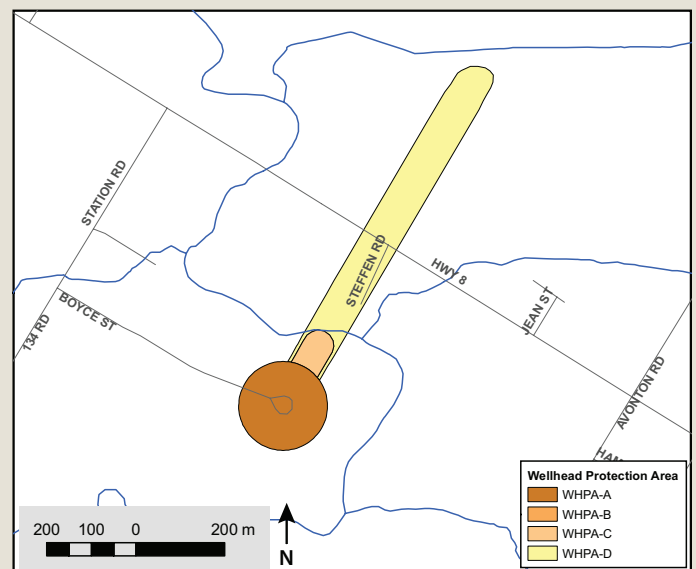 STATION RD
STEFFEN RD
HWY 8
BOYCE ST
JEAN ST
134 RD
AVONTON RD
Wellhead Protection Area
WHPA-A
WHPA-B
WHPA-C
WHPA-D
200 100 0 200 m
N